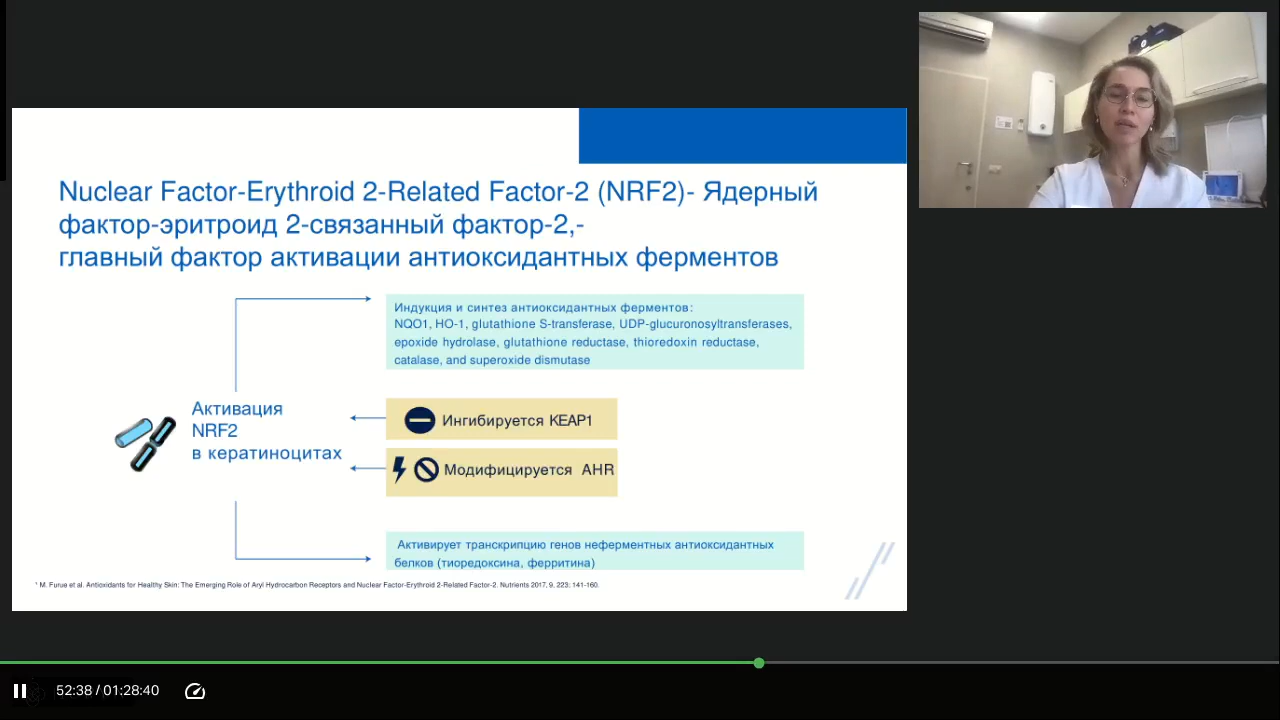 Nuclear Factor-Erythroid 2-Related Factor-2 (NRF2)- Ядерный
фактор-эритроид 2-связанный фактор-2,-
главный фактор активации антиоксидантных ферментов
Индукция и синтез антиоксидантных ферментов:
NQO1, HO-1, glutathione S-transferase, UDP-glucuronosyltransferases,
epoxide hydrolase, glutathione reductase, thioredoxin reductase,
catalase, and superoxide dismutase
Активация
NRF2
в кератиноцитах
Ингибируется KEAP1
Модифицируется AHR
Активирует транскрипцию генов неферментных антиоксидантных
белков (тиоредоксина, ферритина)
¹ M. Furue et al. Antioxidants for Healthy Skin: The Emerging Role of Aryl Hydrocarbon Receptors and Nuclear Factor-Erythroid 2-Related Factor-2. Nutrients 2017, 9, 223; 141-160.
52:38 / 01:28:40